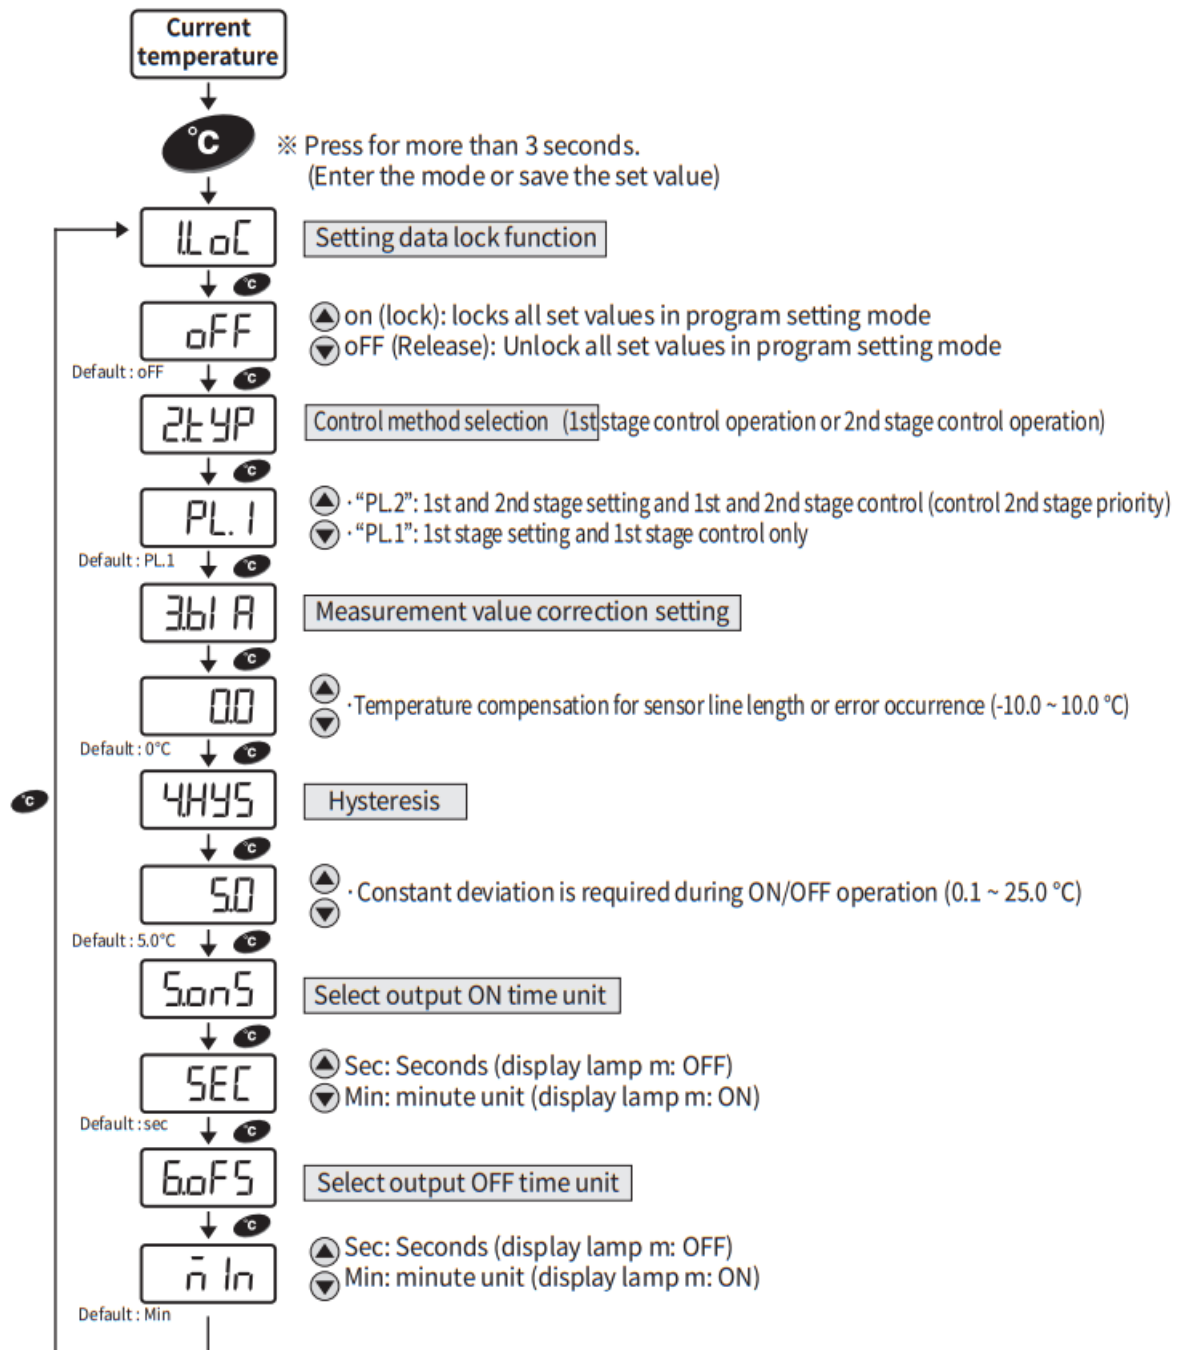 Current
temperature
°C
※ Press for more than 3 seconds.
(Enter the mode or save the set value)
1.LoC
Setting data lock function
°C
oFF
on (lock): locks all set values in program setting mode
oFF (Release): Unlock all set values in program setting mode
Default : oFF
°C
2.tYP
Control method selection (1st stage control operation or 2nd stage control operation)
°C
PL.1
· “PL.2”: 1st and 2nd stage setting and 1st and 2nd stage control (control 2nd stage priority)
· “PL.1”: 1st stage setting and 1st stage control only
Default : PL.1
°C
3.bIA
Measurement value correction setting
°C
0.0
· Temperature compensation for sensor line length or error occurrence (-10.0 ~ 10.0 °C)
Default : 0°C
°C
4.HYS
Hysteresis
°C
°C
5.0
· Constant deviation is required during ON/OFF operation (0.1 ~ 25.0 °C)
Default : 5.0°C
°C
5.onS
Select output ON time unit
°C
SEC
Sec: Seconds (display lamp m: OFF)
Min: minute unit (display lamp m: ON)
Default : sec
°C
6.oFS
Select output OFF time unit
°C
Sec: Seconds (display lamp m: OFF)
n̄In
Min: minute unit (display lamp m: ON)
Default : Min